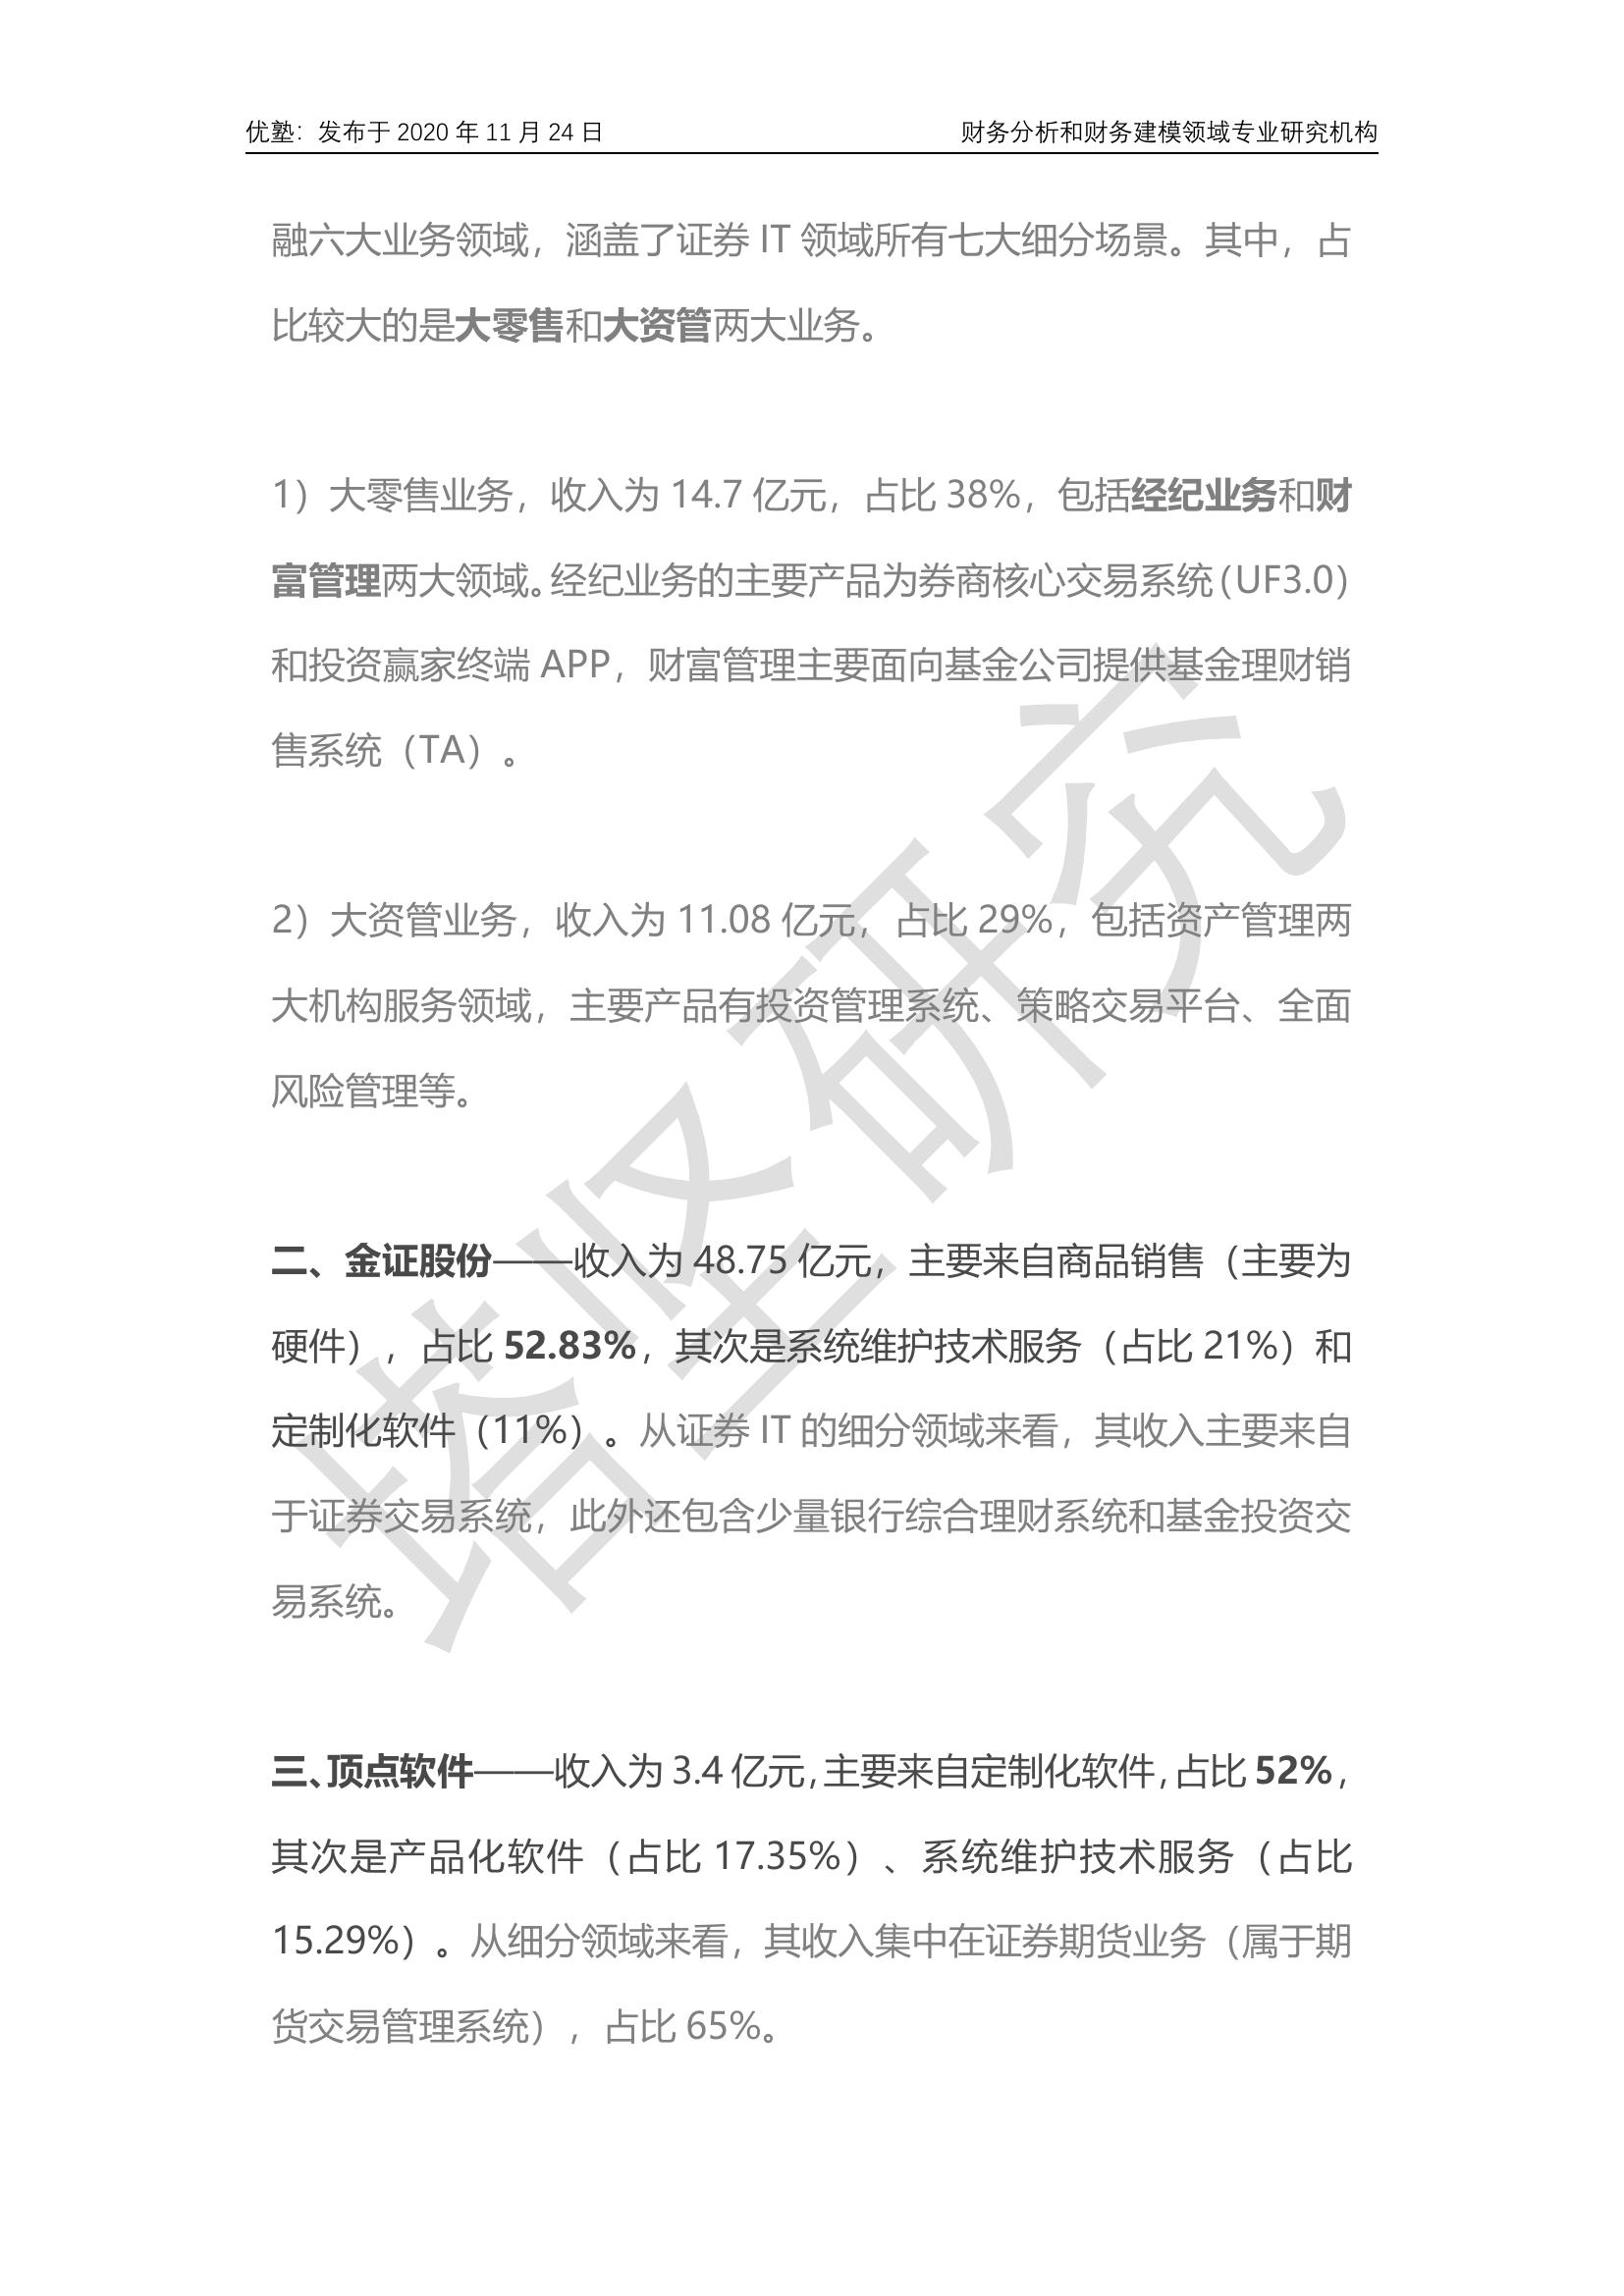 优塾：发布于 2020 年 11 月 24 日
财务分析和财务建模领域专业研究机构
融六大业务领域，涵盖了证券 IT 领域所有七大细分场景。其中，占
比较大的是大零售和大资管两大业务。
1）大零售业务，收入为 14.7 亿元，占比 38%，包括经纪业务和财
富管理两大领域。经纪业务的主要产品为券商核心交易系统（UF3.0）
和投资赢家终端 APP，财富管理主要面向基金公司提供基金理财销
售系统（TA）。
2）大资管业务，收入为 11.08 亿元，占比 29%，包括资产管理两
大机构服务领域，主要产品有投资管理系统、策略交易平台、全面
风险管理等。
二、金证股份——收入为 48.75 亿元，主要来自商品销售（主要为
硬件），占比 52.83%，其次是系统维护技术服务（占比 21%）和
定制化软件（11%）。从证券 IT 的细分领域来看，其收入主要来自
于证券交易系统，此外还包含少量银行综合理财系统和基金投资交
易系统。
三、顶点软件——收入为 3.4 亿元，主要来自定制化软件，占比 52%，
其次是产品化软件（占比 17.35%）、系统维护技术服务（占比
15.29%）。从细分领域来看，其收入集中在证券期货业务（属于期
货交易管理系统），占比 65%。
塔坚研究